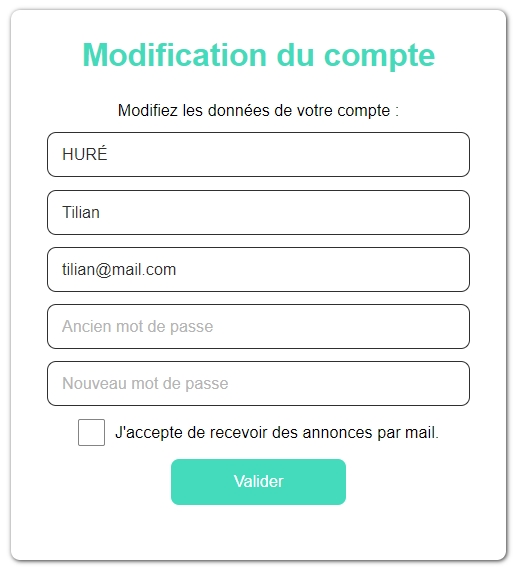 Modification du compte
Modifiez les données de votre compte :
HURÉ
Tilian
tilian@mail.com
Ancien mot de passe
Nouveau mot de passe
J'accepte de recevoir des annonces par mail.
Valider